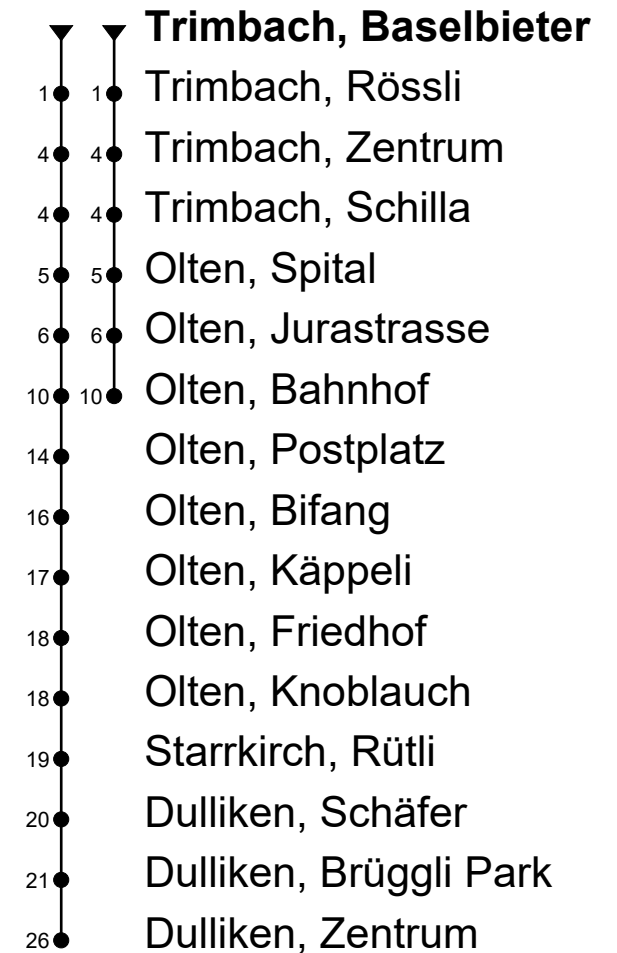 Trimbach, Baselbieter
1 1 Trimbach, Rössli
4 4 Trimbach, Zentrum
4 4 Trimbach, Schilla
5 5 Olten, Spital
6 6 Olten, Jurastrasse
10 10 Olten, Bahnhof
14 Olten, Postplatz
16 Olten, Bifang
17 Olten, Käppeli
18 Olten, Friedhof
18 Olten, Knoblauch
19 Starrkirch, Rütli
20 Dulliken, Schäfer
21 Dulliken, Brüggli Park
26 Dulliken, Zentrum